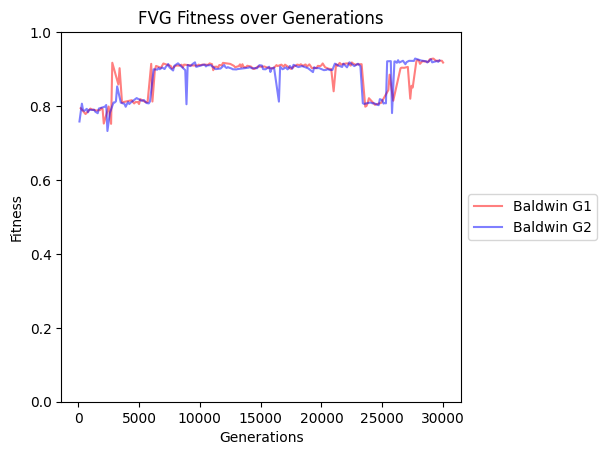 FVG Fitness over Generations
1.0
0.8
0.6
0.4
0.2
0.0
Fitness
0 5000 10000 15000 20000 25000 30000
Generations
Baldwin G1
Baldwin G2